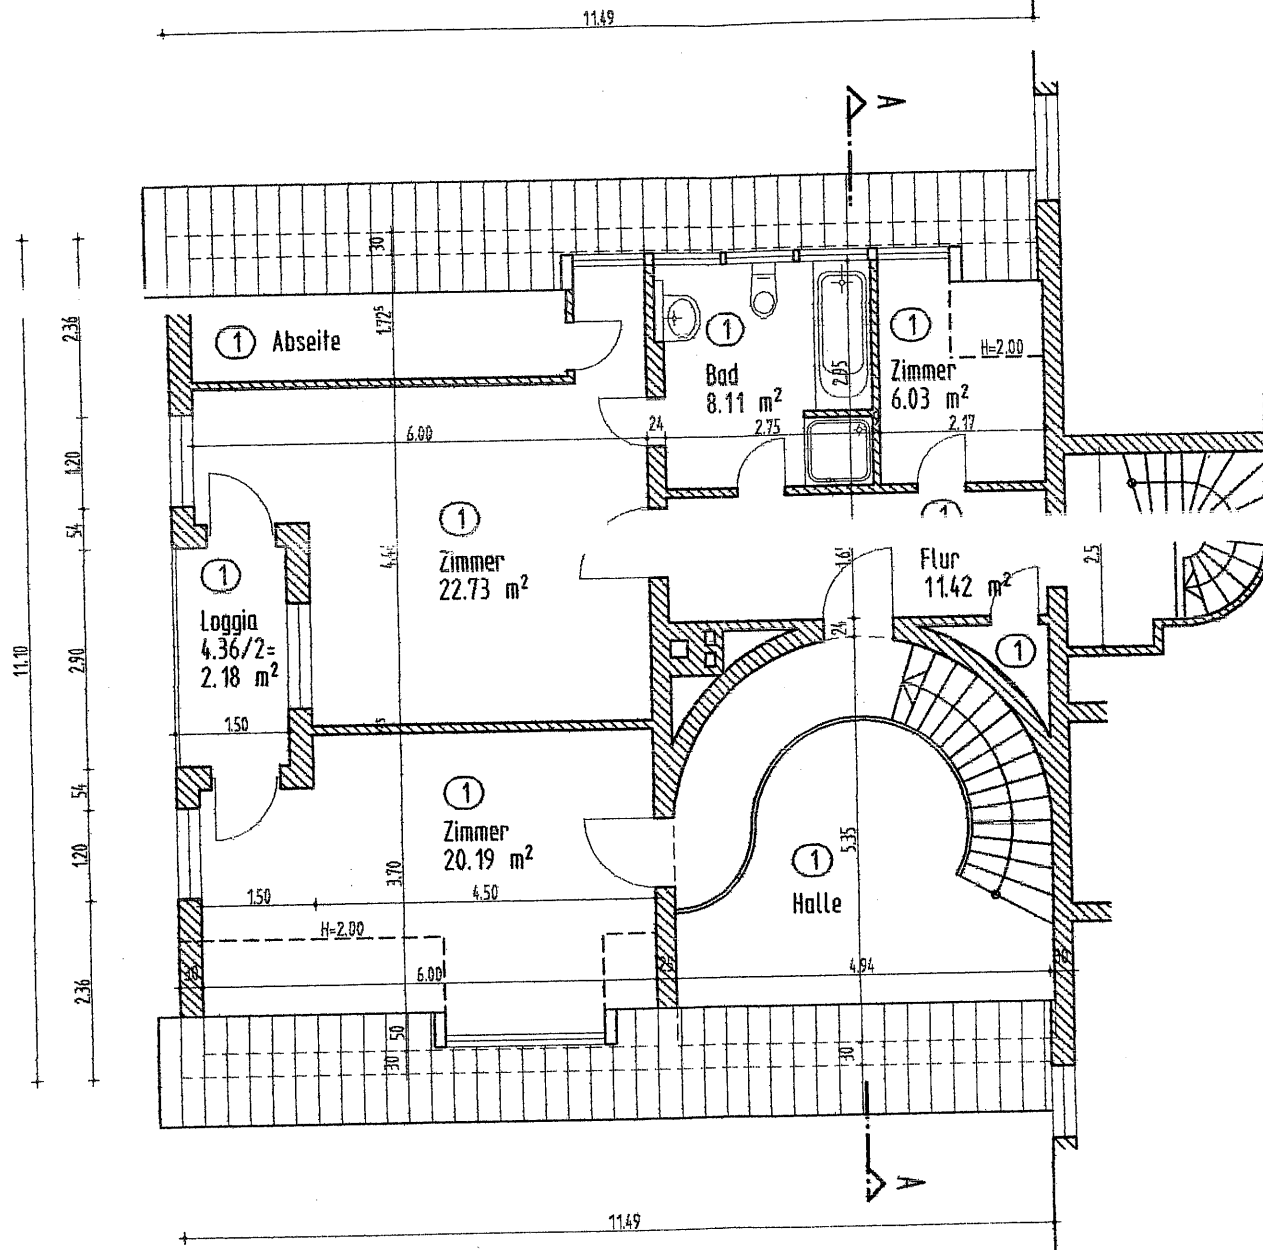 11.49
A
30
1.72⁵
2.36
1 Abseite
1
Bad
8.11 m²
1
Zimmer
6.03 m²
H=2.00
2.05
6.00
24
2.75
2.17
1.20
54
1
Zimmer
22.73 m²
1
Flur
11.42 m²
2.5
1
Loggia
4.36/2=
2.18 m²
24
1
11.10
2.90
1.50
54
1
Zimmer
20.19 m²
1.20
3.70
5.35
1
Halle
1.50
4.50
H=2.00
30
6.00
25
4.94
30
2.36
50
30
30
A
11.49